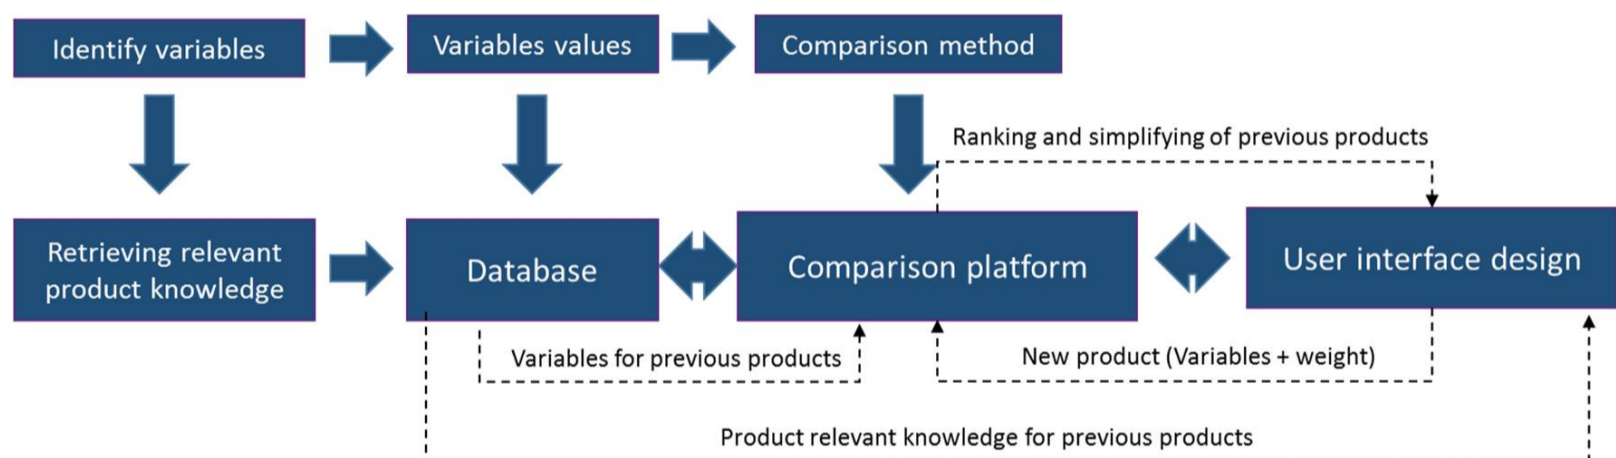 Identify variables
Variables values
Comparison method
Ranking and simplifying of previous products
Retrieving relevant
product knowledge
Database
Comparison platform
User interface design
Variables for previous products
New product (Variables + weight)
Product relevant knowledge for previous products